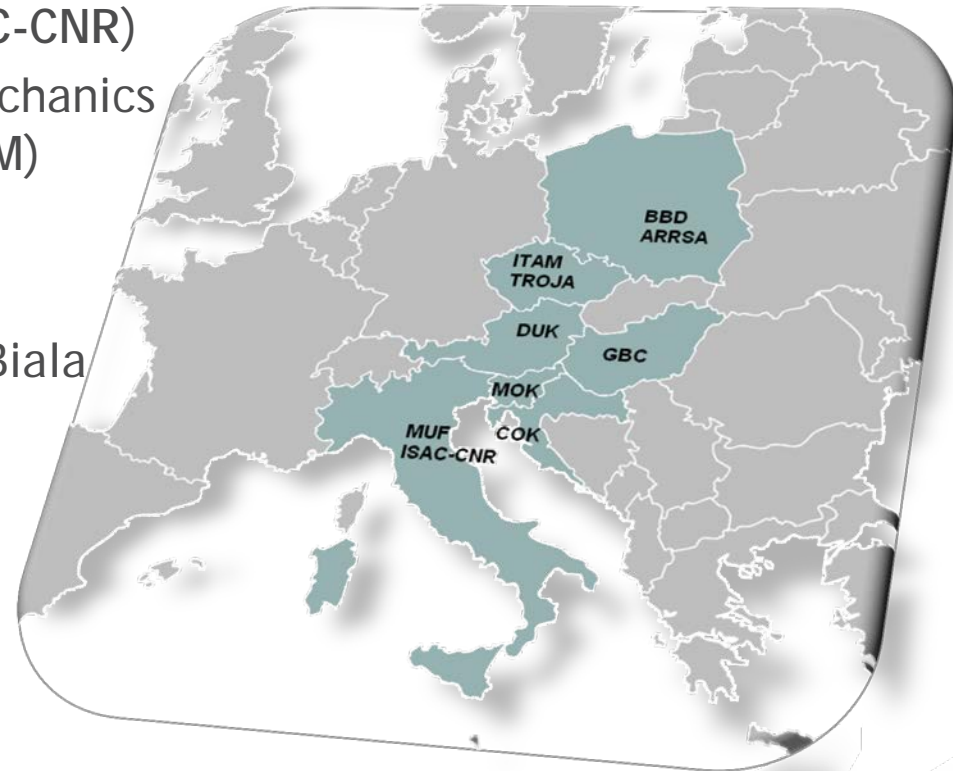 C-CNR)
chanics
M)
Biala
BBD
ARRSA
ITAM
TROJA
DUK
GBC
MOK
MUF
COK
ISAC-CNR